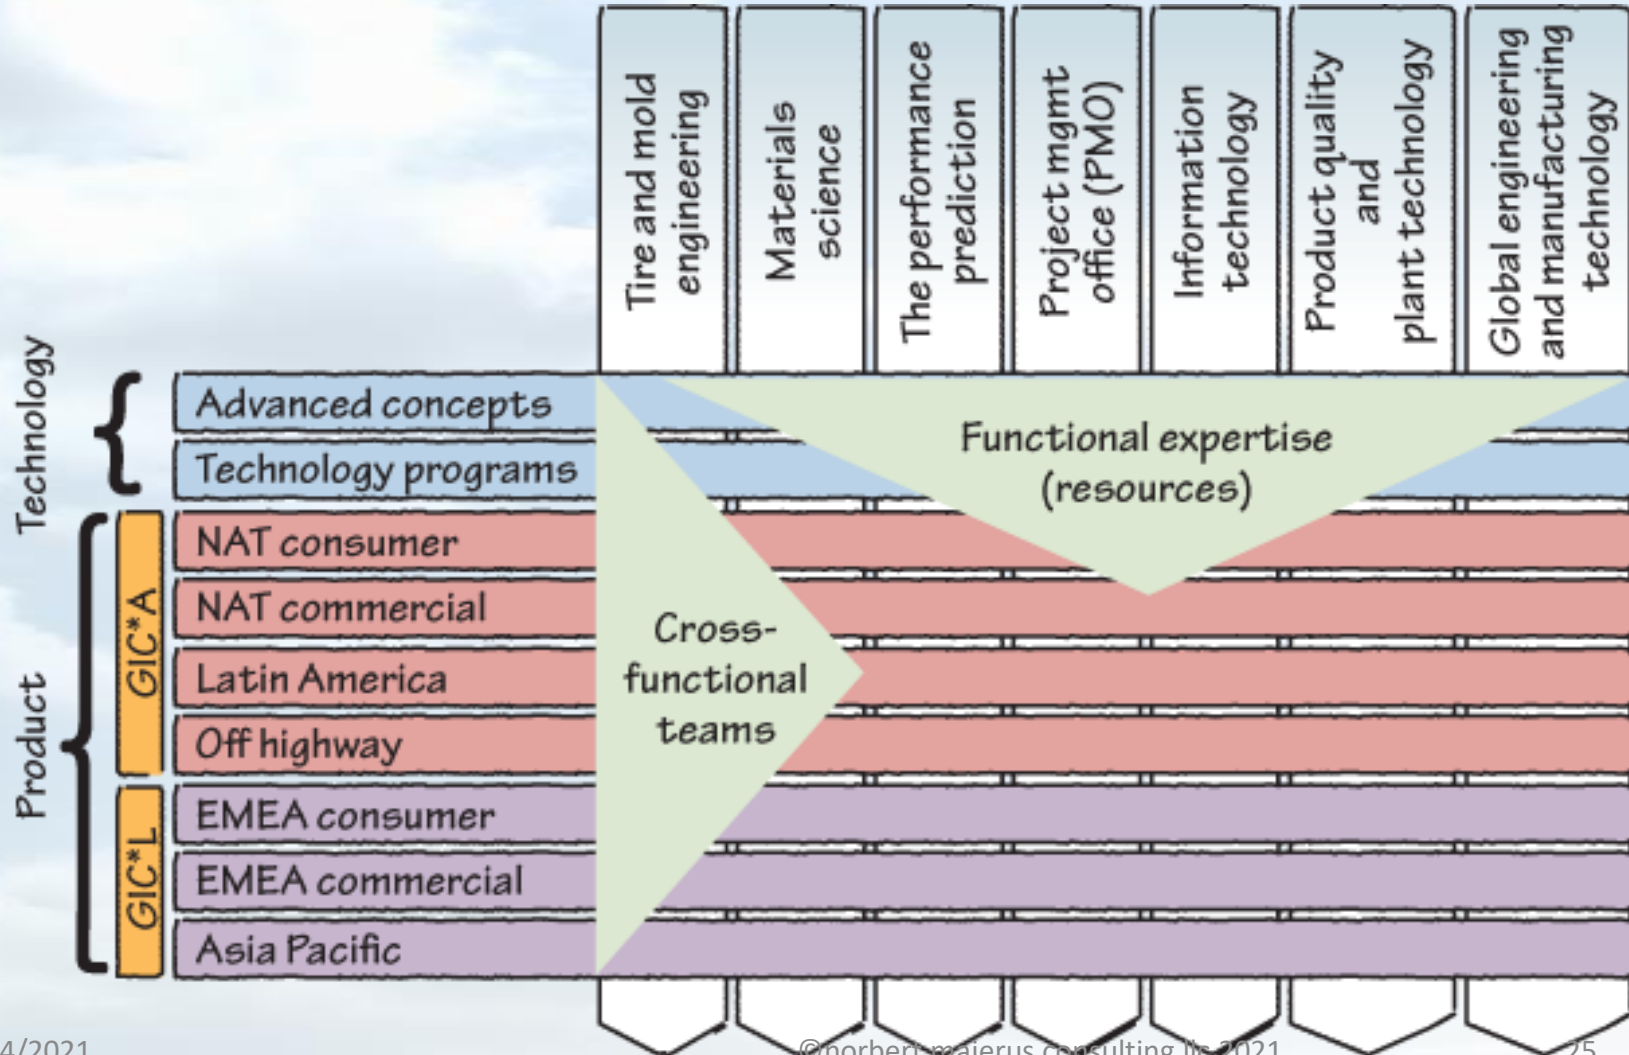 Tire and mold
engineering
Materials
science
The performance
prediction
Project mgmt
office (PMO)
Information
technology
Product quality
and
plant technology
Global engineering
and manufacturing
technology
Technology
Advanced concepts
Technology programs
Functional expertise
(resources)
Product
GIC*A
NAT consumer
NAT commercial
Latin America
Off highway
Cross-
functional
teams
GIC*L
EMEA consumer
EMEA commercial
Asia Pacific
4/2021
©norbert majerus consulting llc 2021
25